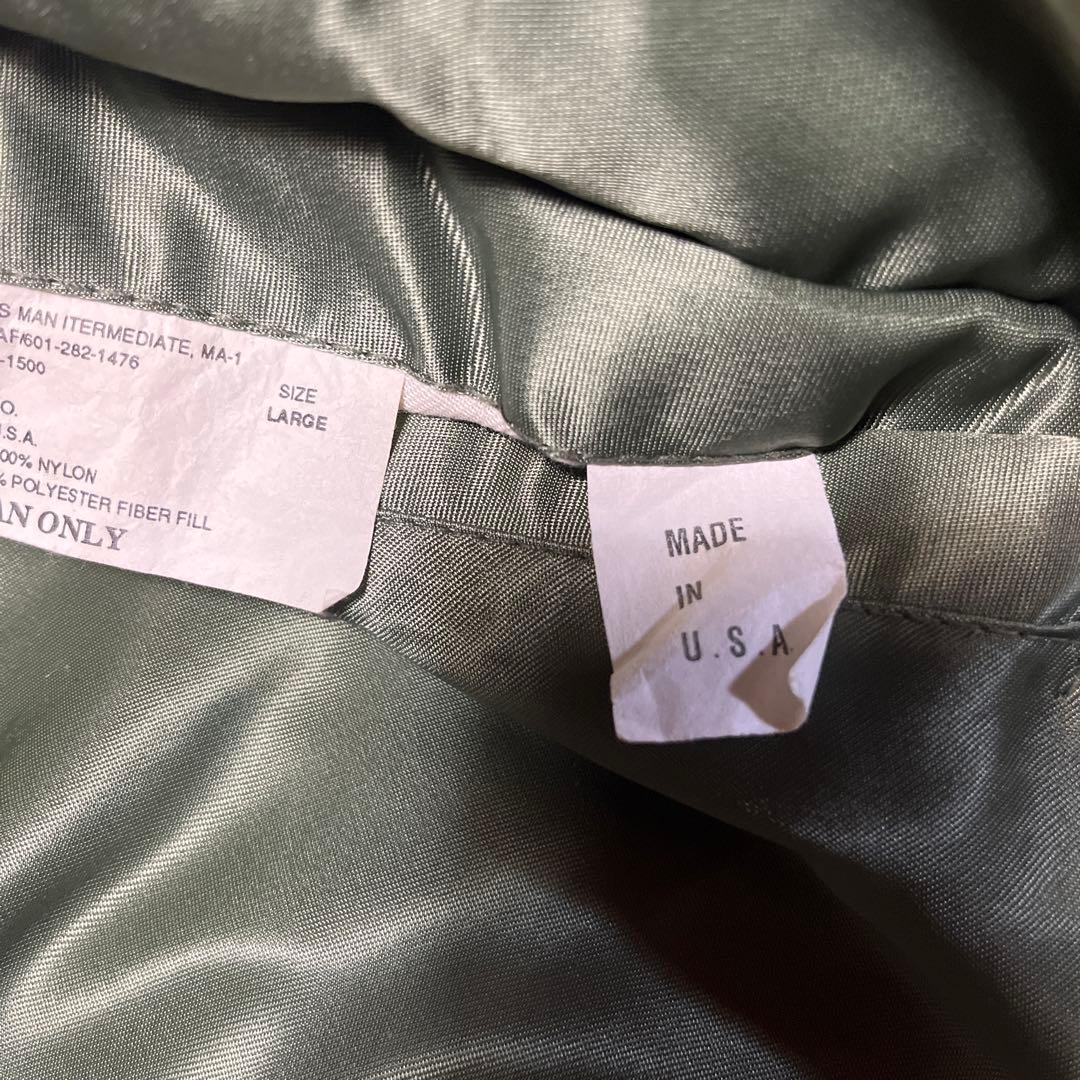 S MAN ITERMEDIATE, MA-1
AF/601-282-1476
-1500
SIZE
LARGE
O.
.S.A.
00% NYLON
% POLYESTER FIBER FILL
AN ONLY
MADE
IN
U.S.A